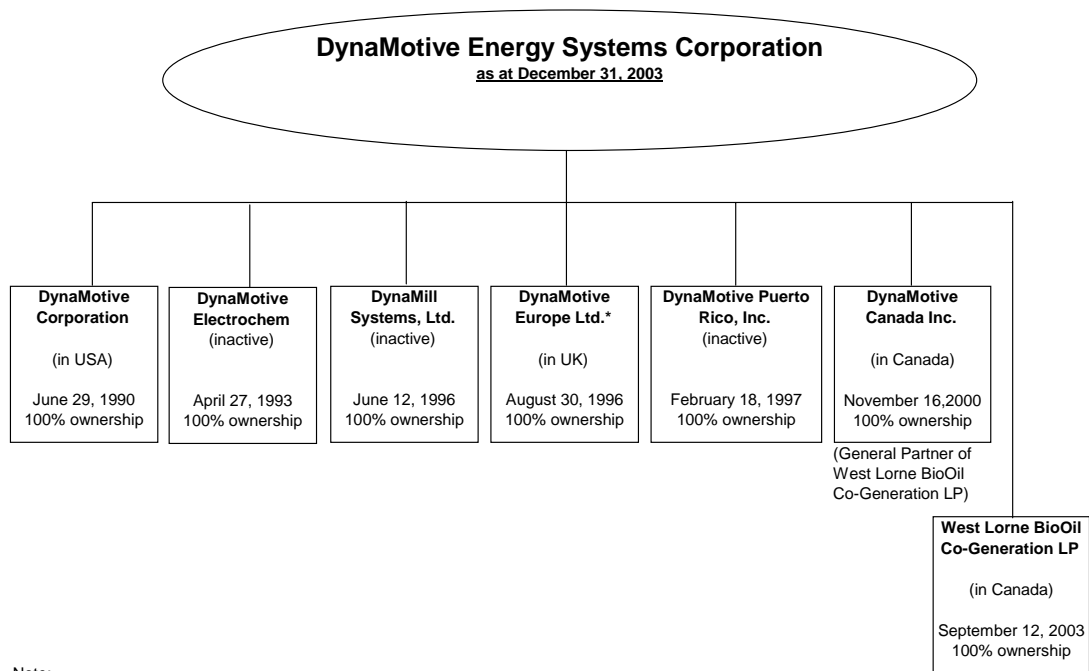 DynaMotive Energy Systems Corporation
as at December 31, 2003
DynaMotive
Corporation
(in USA)
June 29, 1990
100% ownership
DynaMotive
Electrochem
(inactive)
April 27, 1993
100% ownership
DynaMill
Systems, Ltd.
(inactive)
June 12, 1996
100% ownership
DynaMotive
Europe Ltd.*
(in UK)
August 30, 1996
100% ownership
DynaMotive Puerto
Rico, Inc.
(inactive)
February 18, 1997
100% ownership
DynaMotive
Canada Inc.
(in Canada)
November 16,2000
100% ownership
(General Partner of
West Lorne BioOil
Co-Generation LP)
West Lorne BioOil
Co-Generation LP
(in Canada)
September 12, 2003
100% ownership
Note: